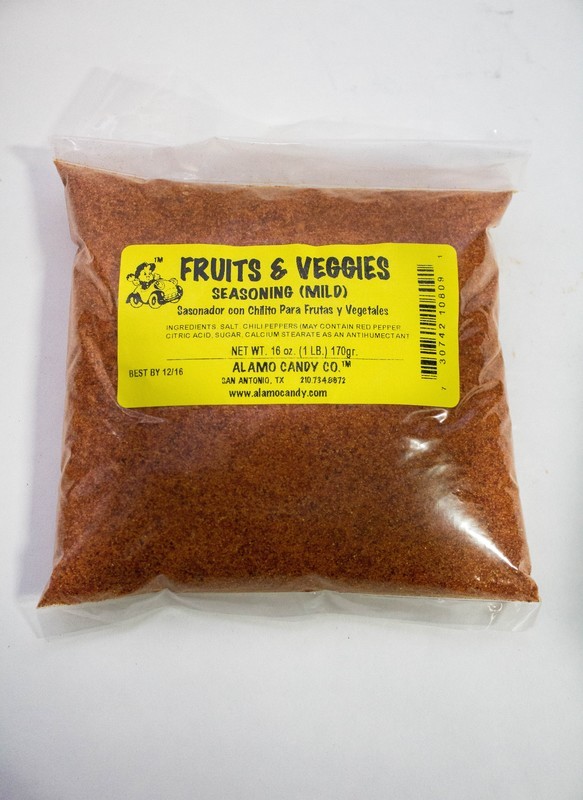 TM
FRUITS & VEGGIES
SEASONING (MILD)
Sasonador con Chilito Para Frutas y Vegetales
INGREDIENTS: SALT, CHILI PEPPERS (MAY CONTAIN RED PEPPER,
CITRIC ACID, SUGAR, CALCIUM STEARATE AS AN ANTIHUMECTANT
NET WT. 16 oz. (1 LB.) 170gr.
BEST BY 12/16
ALAMO CANDY CO.™
SAN ANTONIO, TX 210.734.8872
www.alamocandy.com
7 30742 10809 1